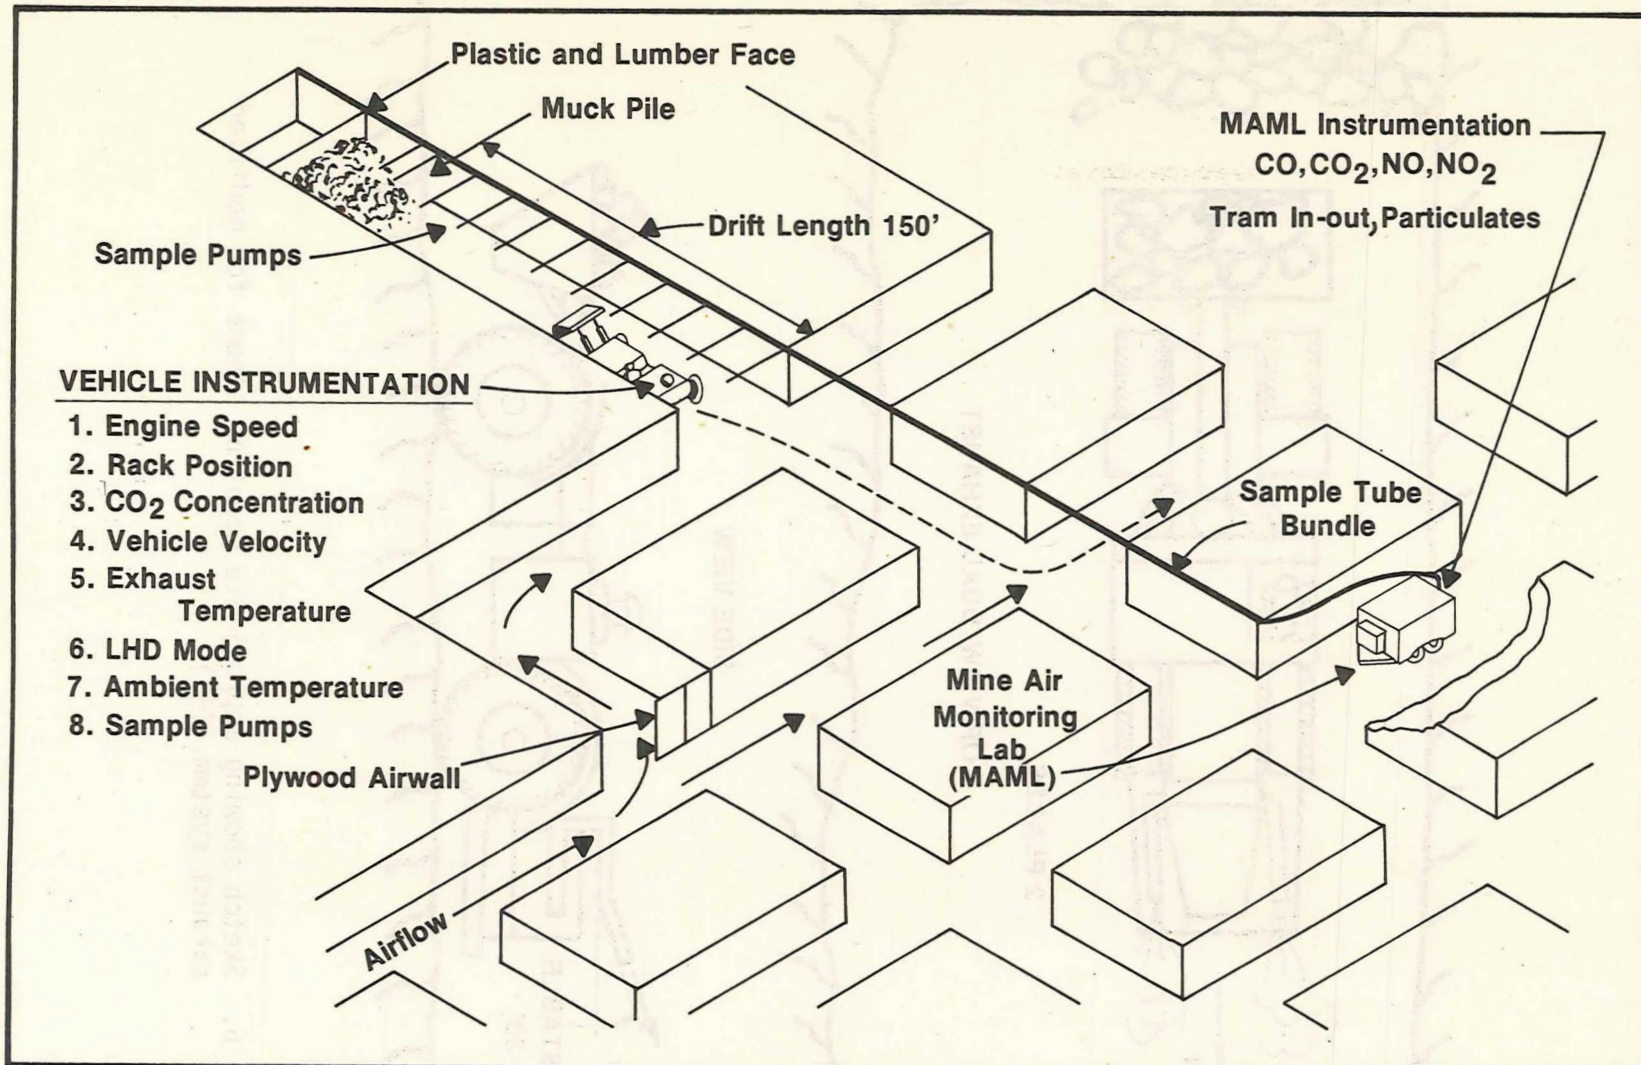 Plastic and Lumber Face
Muck Pile
MAML Instrumentation
CO, CO2, NO, NO2
Tram In-out, Particulates
Drift Length 150'
Sample Pumps
VEHICLE INSTRUMENTATION
1. Engine Speed
2. Rack Position
3. CO2 Concentration
4. Vehicle Velocity
5. Exhaust
Temperature
6. LHD Mode
7. Ambient Temperature
8. Sample Pumps
Sample Tube
Bundle
Mine Air
Monitoring
Lab
(MAML)
Plywood Airwall
Airflow